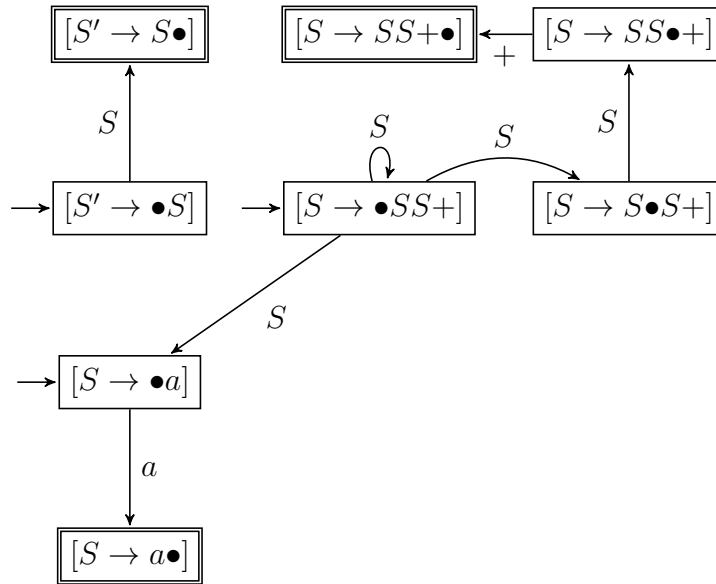 [S′ → S●] [S → SS+●] [S → SS●+]
+
S S S S
[S′ → ●S] [S → ●SS+] [S → S●S+]
S
[S → ●a]
a
[S → a●]